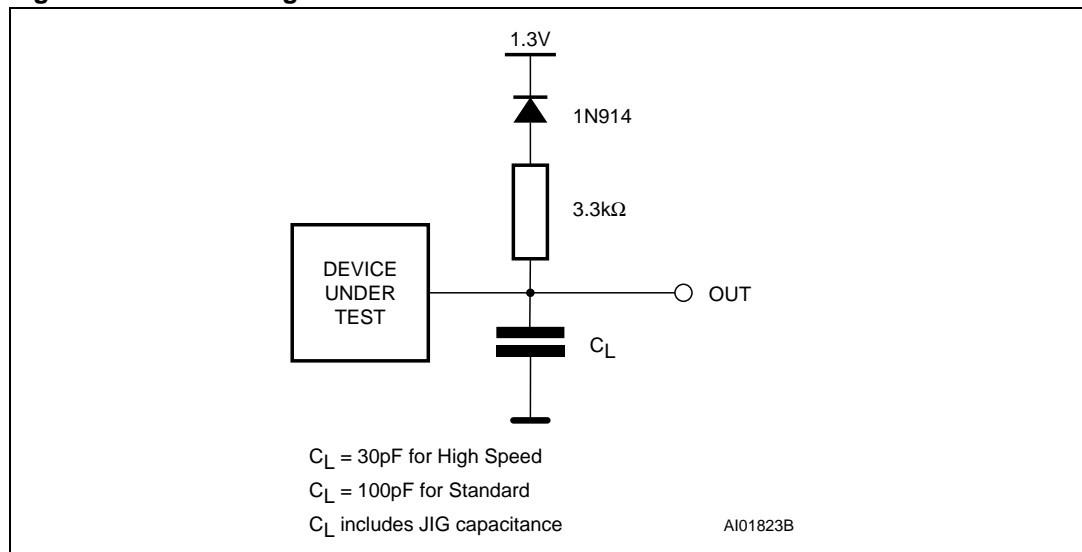 1.3V
1N914
3.3kΩ
DEVICE
UNDER
TEST
OUT
CL
CL = 30pF for High Speed
CL = 100pF for Standard
CL includes JIG capacitance
AI01823B